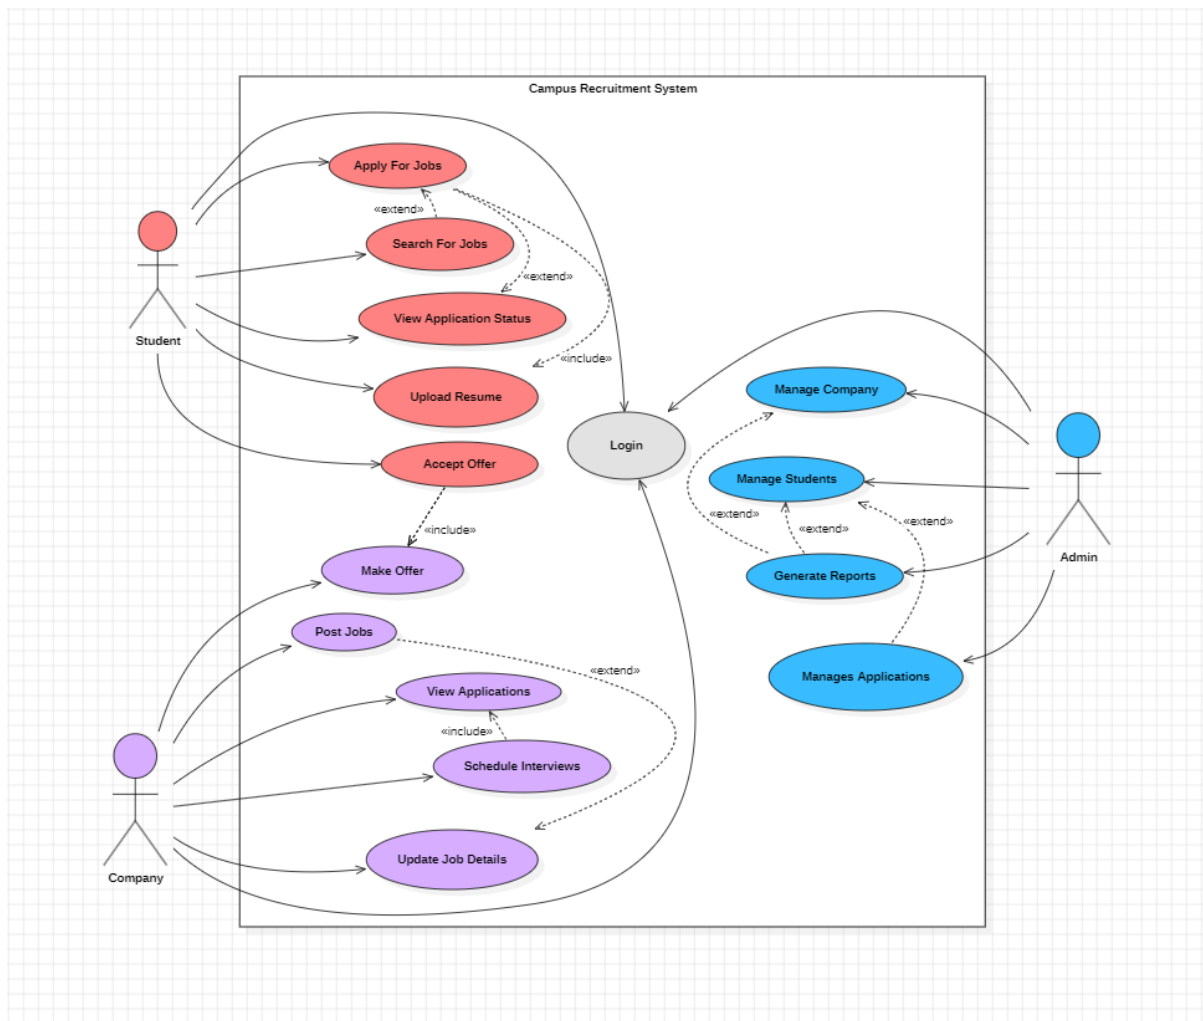 Campus Recruitment System
Apply For Jobs
«extend»
Search For Jobs
«extend»
View Application Status
Student
«include»
Upload Resume
Accept Offer
Login
«include»
Make Offer
Post Jobs
«extend»
View Applications
«include»
Schedule Interviews
Update Job Details
Company
Manage Company
Manage Students
«extend»
«extend»
«extend»
Generate Reports
Admin
Manages Applications